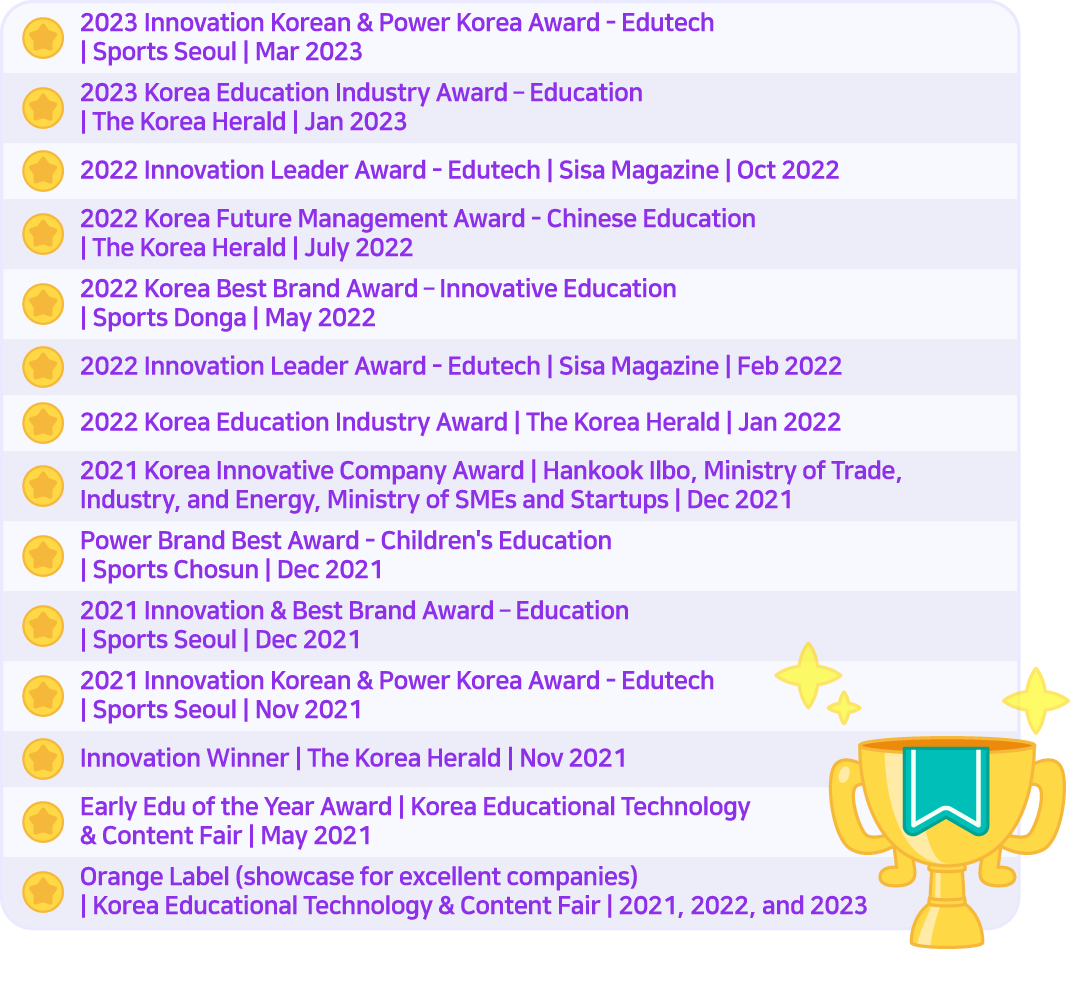 2023 Innovation Korean & Power Korea Award - Edutech
| Sports Seoul | Mar 2023
2023 Korea Education Industry Award – Education
| The Korea Herald | Jan 2023
2022 Innovation Leader Award - Edutech | Sisa Magazine | Oct 2022
2022 Korea Future Management Award - Chinese Education
| The Korea Herald | July 2022
2022 Korea Best Brand Award – Innovative Education
| Sports Donga | May 2022
2022 Innovation Leader Award - Edutech | Sisa Magazine | Feb 2022
2022 Korea Education Industry Award | The Korea Herald | Jan 2022
2021 Korea Innovative Company Award | Hankook Ilbo, Ministry of Trade,
Industry, and Energy, Ministry of SMEs and Startups | Dec 2021
Power Brand Best Award - Children's Education
| Sports Chosun | Dec 2021
2021 Innovation & Best Brand Award – Education
| Sports Seoul | Dec 2021
2021 Innovation Korean & Power Korea Award - Edutech
| Sports Seoul | Nov 2021
Innovation Winner | The Korea Herald | Nov 2021
Early Edu of the Year Award | Korea Educational Technology
& Content Fair | May 2021
Orange Label (showcase for excellent companies)
| Korea Educational Technology & Content Fair | 2021, 2022, and 2023